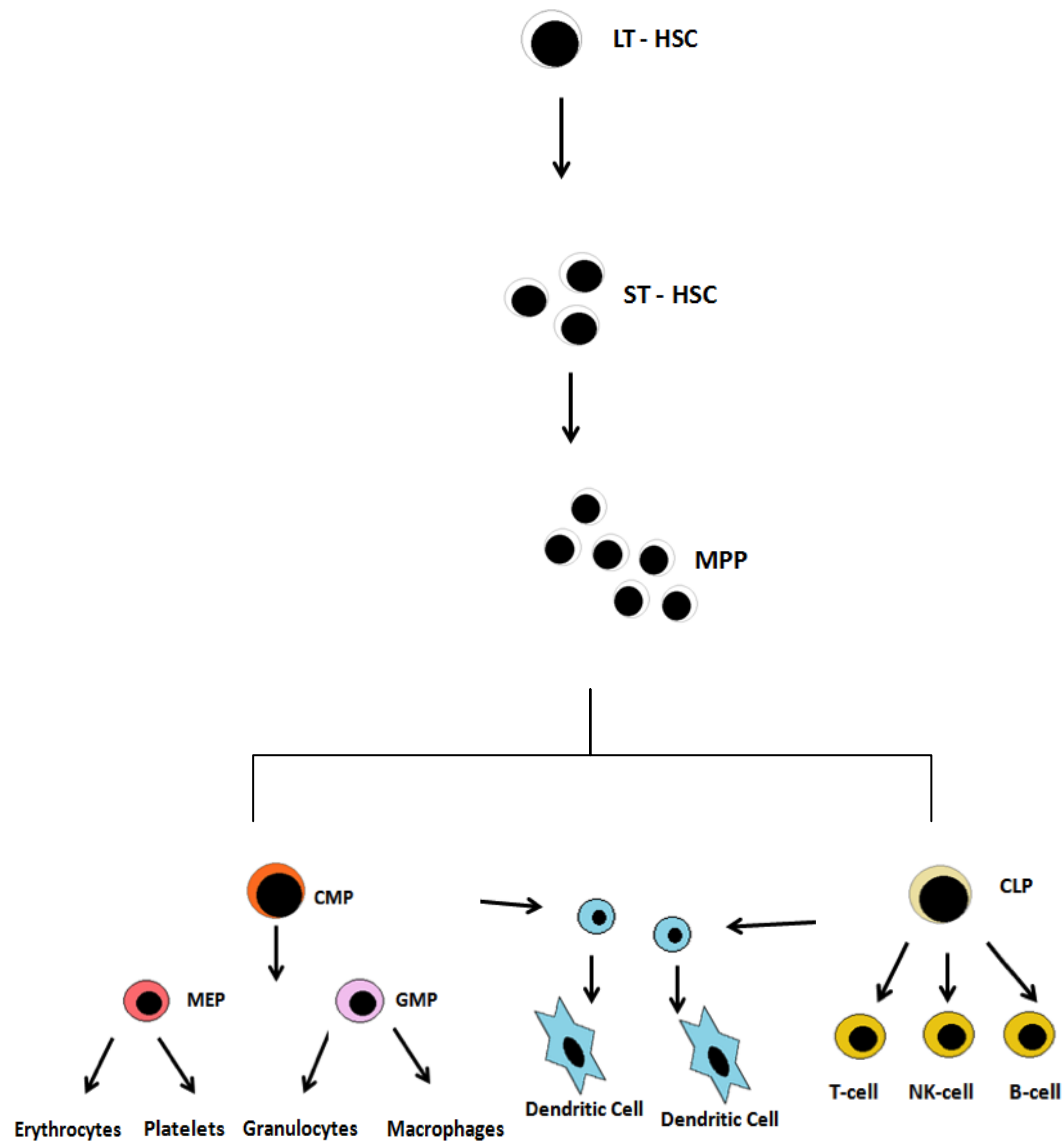 LT - HSC
ST - HSC
MPP
CMP
CLP
MEP
GMP
T-cell
NK-cell
B-cell
Dendritic Cell
Dendritic Cell
Erythrocytes
Platelets
Granulocytes
Macrophages